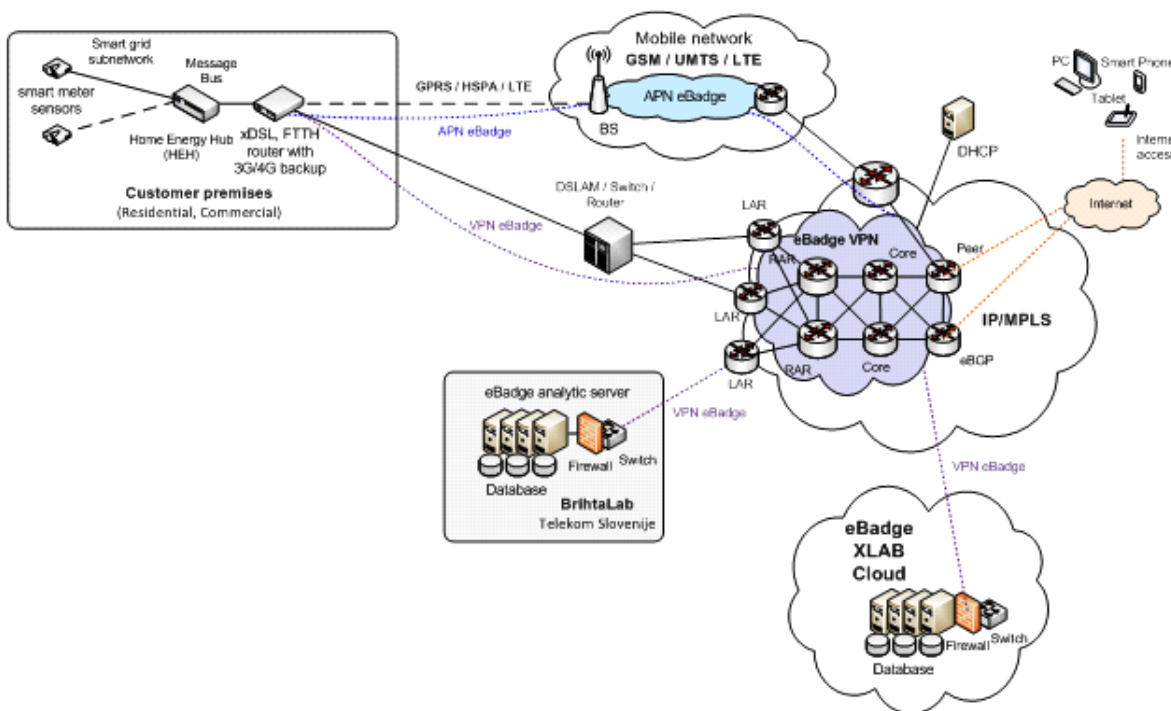 Smart grid
subnetwork
Message
Bus
smart meter
sensors
Home Energy Hub
(HEH)
xDSL, FTTH
router with
3G/4G backup
Customer premises
(Residential, Commercial)
GPRS / HSPA / LTE
APN eBadge
VPN eBadge
Mobile network
GSM / UMTS / LTE
APN eBadge
BS
DHCP
PC
Smart Phone
Tablet
Internet
access
Internet
DSLAM / Switch /
Router
LAR
LAR
LAR
eBadge VPN
RAR
RAR
Core
Core
Peer
eBGP
IP/MPLS
eBadge analytic server
VPN eBadge
Firewall
Switch
Database
BrihtaLab
Telekom Slovenije
VPN eBadge
eBadge
XLAB
Cloud
Firewall
Switch
Database